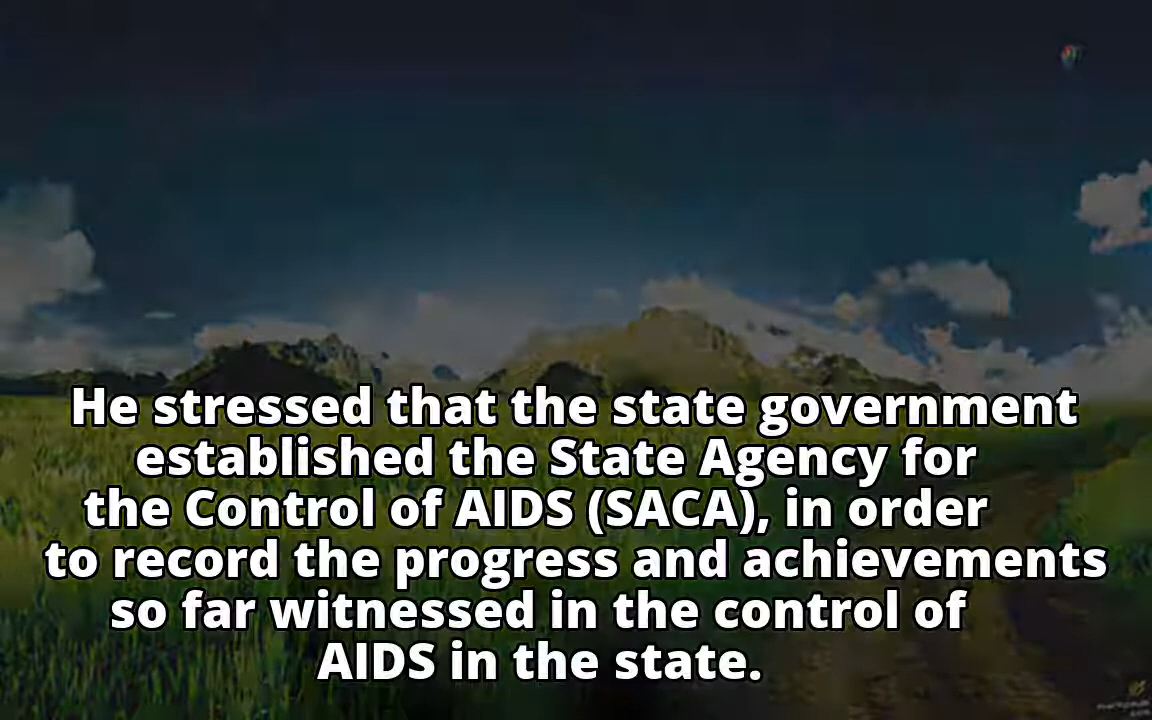 He stressed that the state government
established the State Agency for
the Control of AIDS (SACA), in order
to record the progress and achievements
so far witnessed in the control of
AIDS in the state.